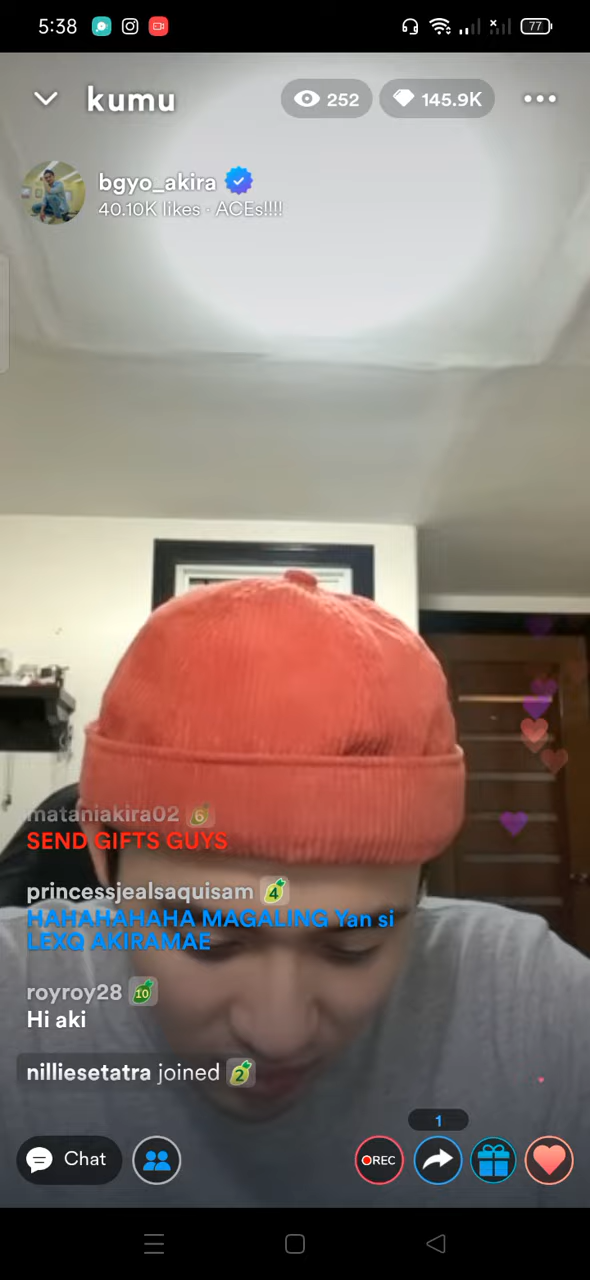 5:38
77
kumu
252
145.9K
bgyo_akira
40.10K likes · ACEs!!!!
mataniakira02 6
SEND GIFTS GUYS
princessjealsaquisam 4
HAHAHAHAHA MAGALING Yan si
LEXQ AKIRAMAE
royroy28 10
Hi aki
nilliesetatra joined 2
1
Chat
REC